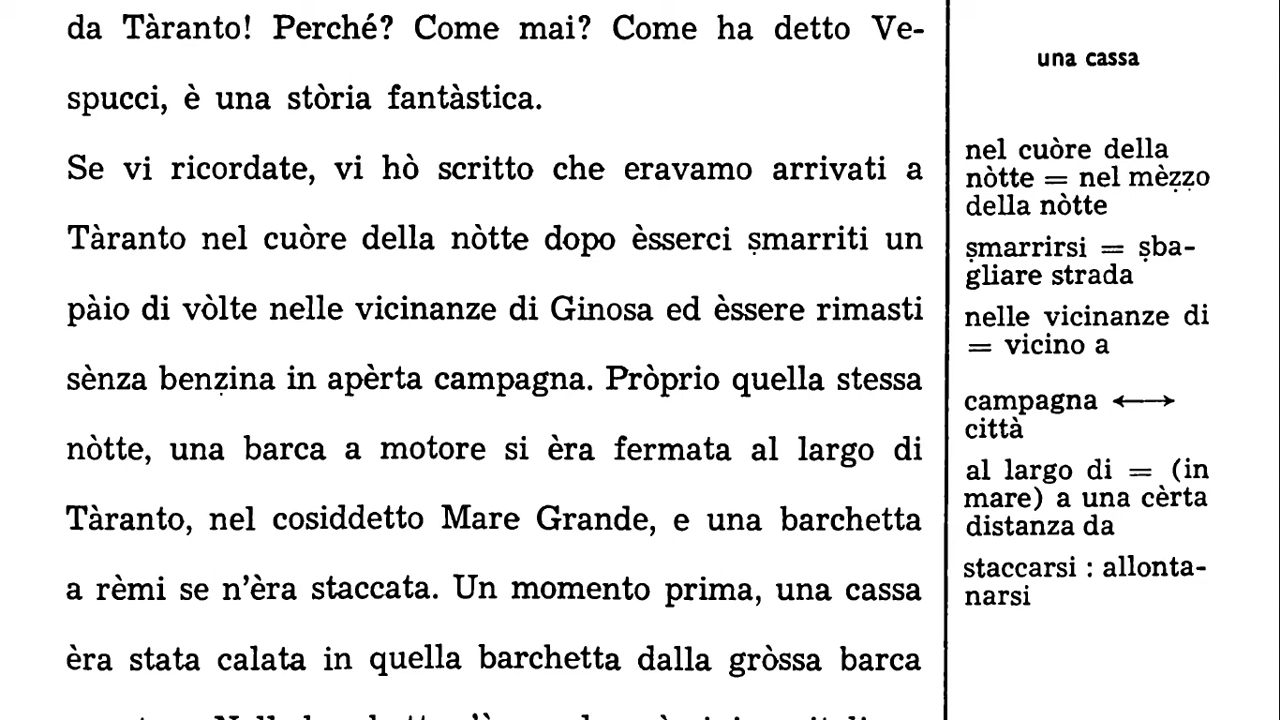 da Tàranto! Perché? Come mai? Come ha detto Ve-
spucci, è una stòria fantàstica.
Se vi ricordate, vi hò scritto che eravamo arrivati a
Tàranto nel cuòre della nòtte dopo èsserci ṣmarriti un
pàio di vòlte nelle vicinanze di Ginosa ed èssere rimasti
sènza benẓina in apèrta campagna. Pròprio quella stessa
nòtte, una barca a motore si èra fermata al largo di
Tàranto, nel cosiddetto Mare Grande, e una barchetta
a rèmi se n'èra staccata. Un momento prima, una cassa
èra stata calata in quella barchetta dalla gròssa barca
una cassa
nel cuòre della
nòtte = nel mèẓẓo
della nòtte
ṣmarrirsi = ṣba-
gliare strada
nelle vicinanze di
= vicino a
campagna ⟷
città
al largo di = (in
mare) a una cèrta
distanza da
staccarsi : allonta-
narsi